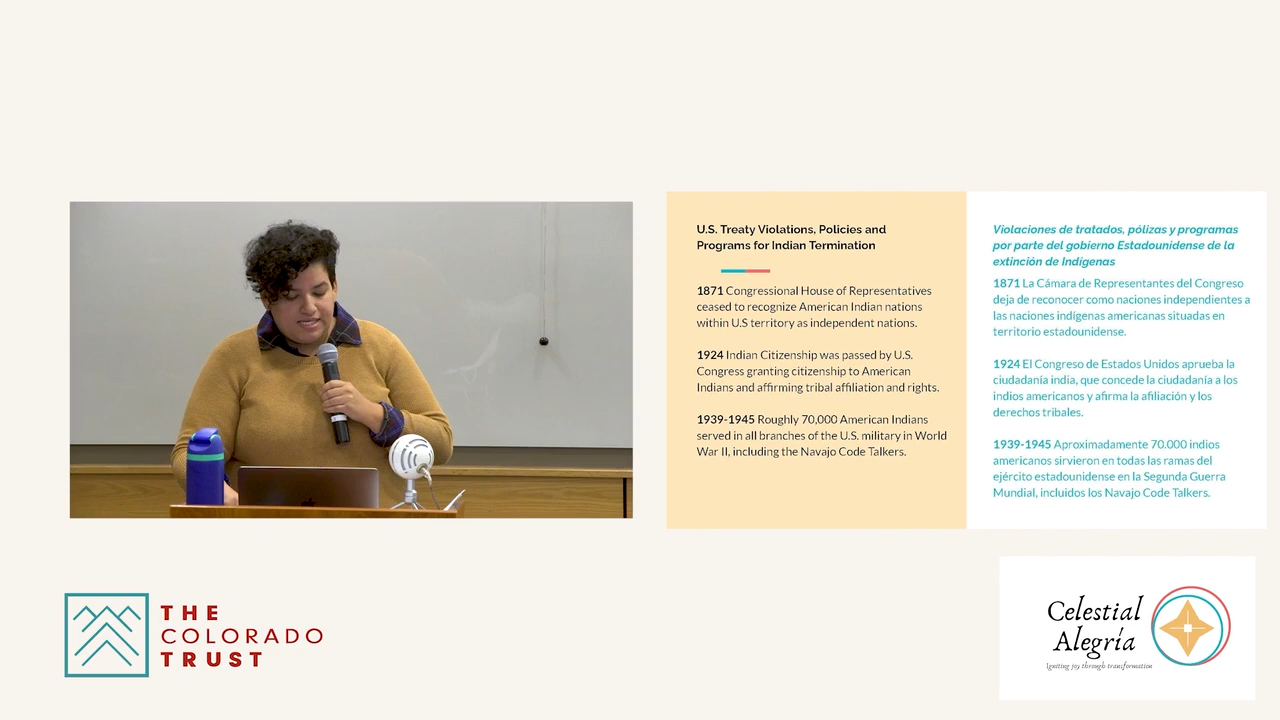 U.S. Treaty Violations, Policies and
Programs for Indian Termination
1871 Congressional House of Representatives
ceased to recognize American Indian nations
within U.S territory as independent nations.
1924 Indian Citizenship was passed by U.S.
Congress granting citizenship to American
Indians and affirming tribal affiliation and rights.
1939-1945 Roughly 70,000 American Indians
served in all branches of the U.S. military in World
War II, including the Navajo Code Talkers.
Violaciones de tratados, pólizas y programas
por parte del gobierno Estadounidense de la
extinción de Indígenas
1871 La Cámara de Representantes del Congreso
deja de reconocer como naciones independientes a
las naciones indígenas americanas situadas en
territorio estadounidense.
1924 El Congreso de Estados Unidos aprueba la
ciudadanía india, que concede la ciudadanía a los
indios americanos y afirma la afiliación y los
derechos tribales.
1939-1945 Aproximadamente 70.000 indios
americanos sirvieron en todas las ramas del
ejército estadounidense en la Segunda Guerra
Mundial, incluidos los Navajo Code Talkers.
THE
COLORADO
TRUST
Celestial
Alegría
Igniting joy through transformation